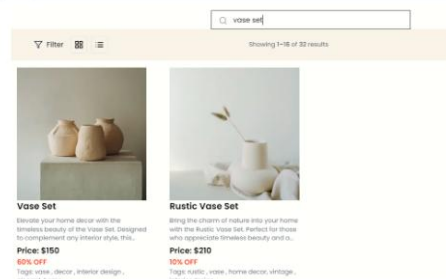 vase set
Filter
Showing 1–16 of 32 results
Vase Set
Elevate your home decor with the
timeless beauty of the Vase Set. Designed
to complement any interior style, this...
Price: $150
60% OFF
Tags: vase , decor , interior design ,
Rustic Vase Set
Bring the charm of nature into your home
with the Rustic Vase Set. Perfect for those
who appreciate timeless beauty and a...
Price: $210
10% OFF
Tags: rustic , vase , home decor, vintage ,